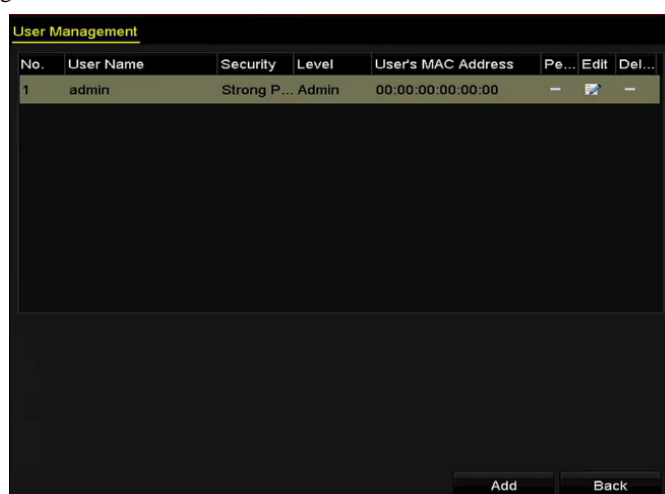 User Management
No. User Name Security Level User's MAC Address Pe... Edit Del...
1 admin Strong P... Admin 00:00:00:00:00:00 – –
Add Back